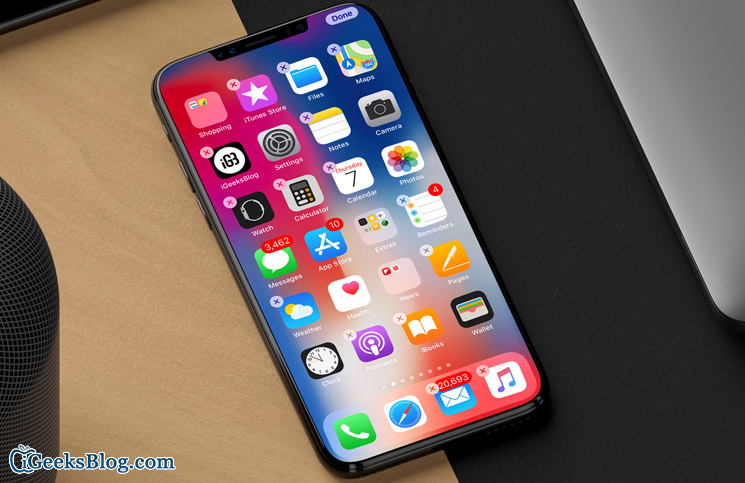 Done
Shopping
iTunes Store
Files
Maps
iG3
iGeeksBlog
Settings
Notes
Camera
Watch
Calculator
Thursday
7
Calendar
Photos
3,462
Messages
10
App Store
Extras
4
Reminders
Weather
Health
News
Pages
Clock
Podcasts
iBooks
Wallet
20,693
iGeeksBlog.com